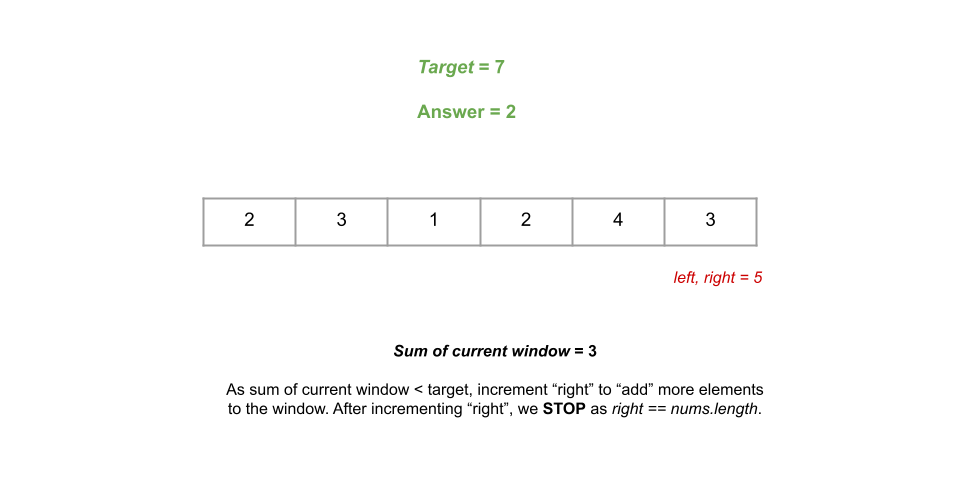 Target = 7
Answer = 2
2 3 1 2 4 3
left, right = 5
Sum of current window = 3
As sum of current window < target, increment “right” to “add” more elements
to the window. After incrementing “right”, we STOP as right == nums.length.